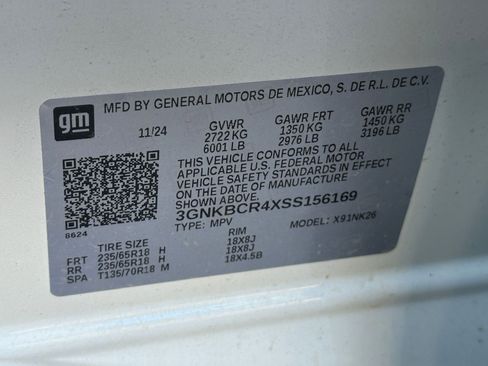 MFD BY GENERAL MOTORS DE MEXICO, S. DE R.L. DE C.V.
gm
11/24 GVWR GAWR FRT GAWR RR
2722 KG 1350 KG 1450 KG
6001 LB 2976 LB 3196 LB
THIS VEHICLE CONFORMS TO ALL
APPLICABLE U.S. FEDERAL MOTOR
VEHICLE SAFETY STANDARDS IN EFFECT
ON THE DATE OF MANUFACTURE
SHOWN ABOVE.
8624
3GNKBCR4XSS156169
TYPE: MPV MODEL: X91NK26
TIRE SIZE RIM
FRT 235/65R18 H 18X8J
RR 235/65R18 H 18X8J
SPA T135/70R18 M 18X4.5B